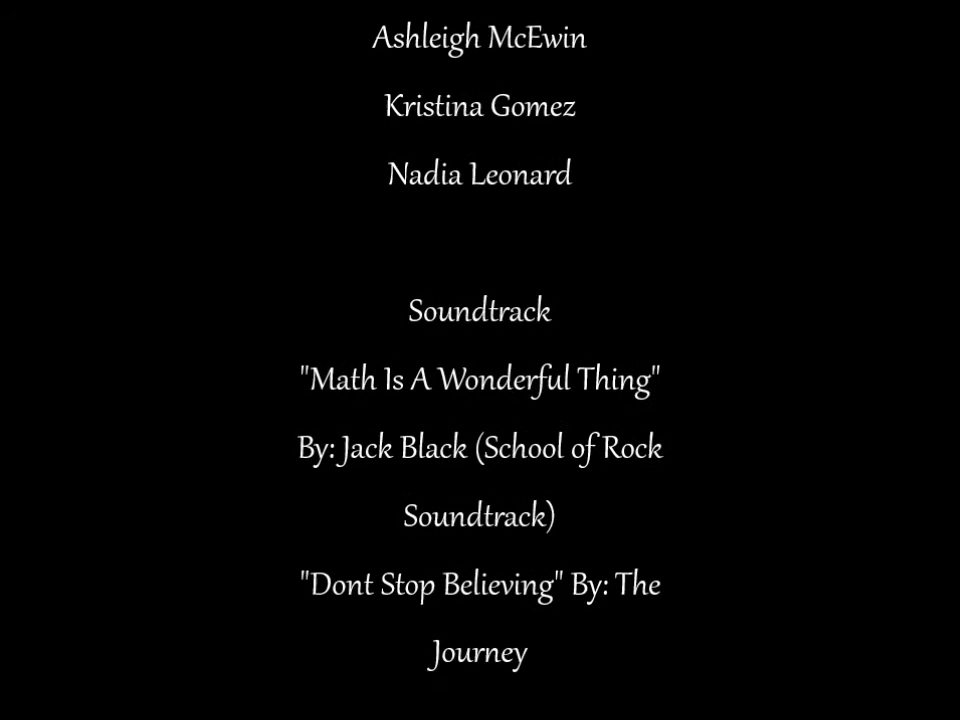 Ashleigh McEwin
Kristina Gomez
Nadia Leonard
Soundtrack
"Math Is A Wonderful Thing"
By: Jack Black (School of Rock
Soundtrack)
"Dont Stop Believing" By: The
Journey